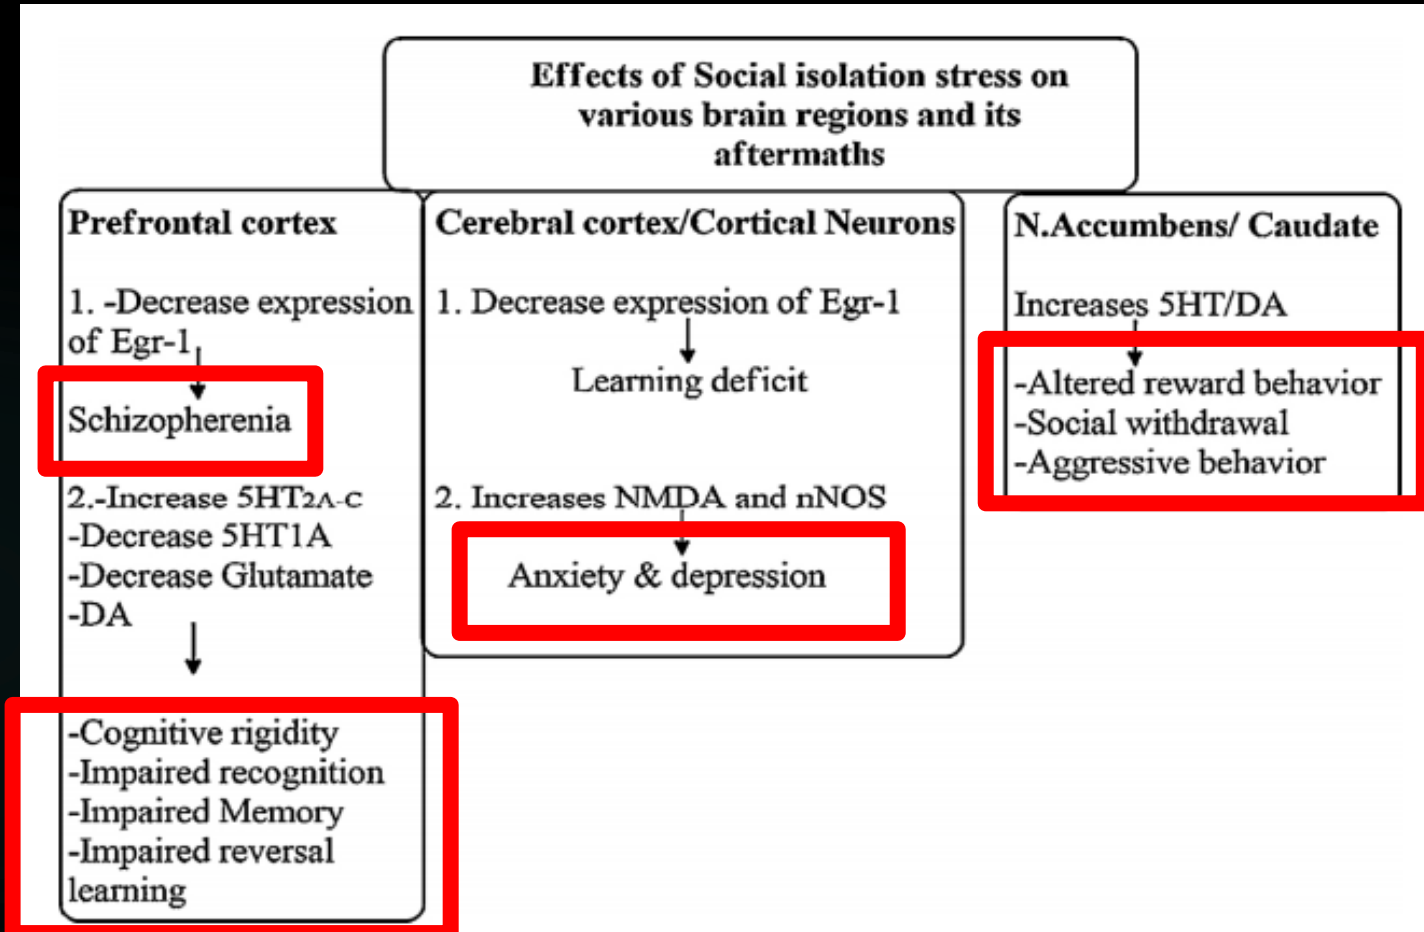 Effects of Social isolation stress on
various brain regions and its
aftermaths
Prefrontal cortex
1. -Decrease expression
of Egr-1
Schizopherenia
2.-Increase 5HT2A-C
-Decrease 5HT1A
-Decrease Glutamate
-DA
-Cognitive rigidity
-Impaired recognition
-Impaired Memory
-Impaired reversal
learning
Cerebral cortex/Cortical Neurons
1. Decrease expression of Egr-1
Learning deficit
2. Increases NMDA and nNOS
Anxiety & depression
N.Accumbens/ Caudate
Increases 5HT/DA
-Altered reward behavior
-Social withdrawal
-Aggressive behavior